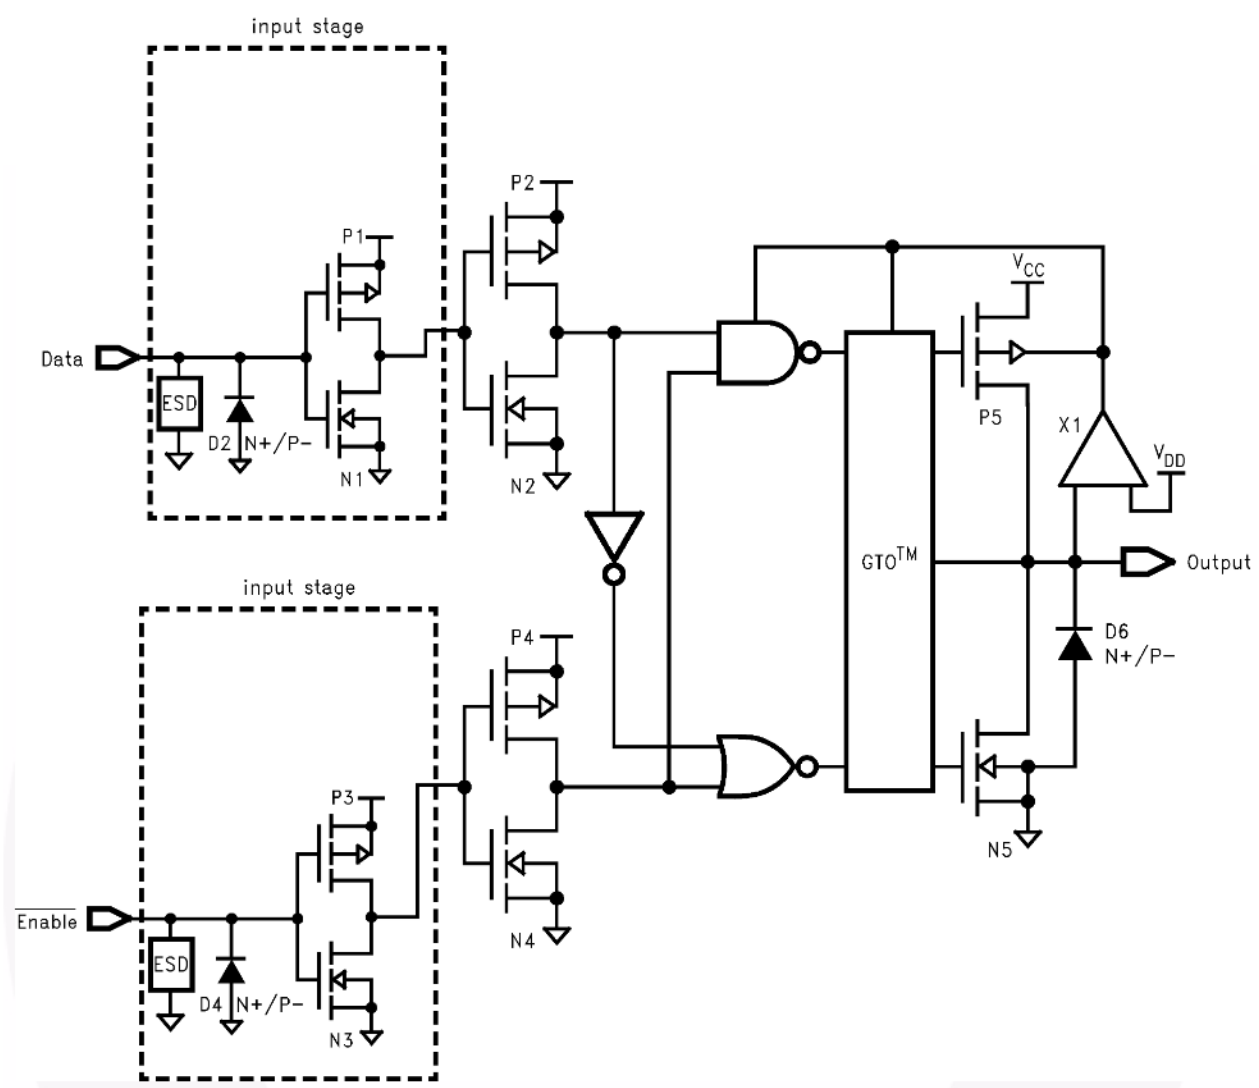 input stage
P2
P1
VCC
Data
ESD
D2 N+/P-
P5
X1
VDD
N1
N2
GTO™
Output
input stage
P4
D6
N+/P-
P3
N5
Enable
ESD
D4 N+/P-
N4
N3